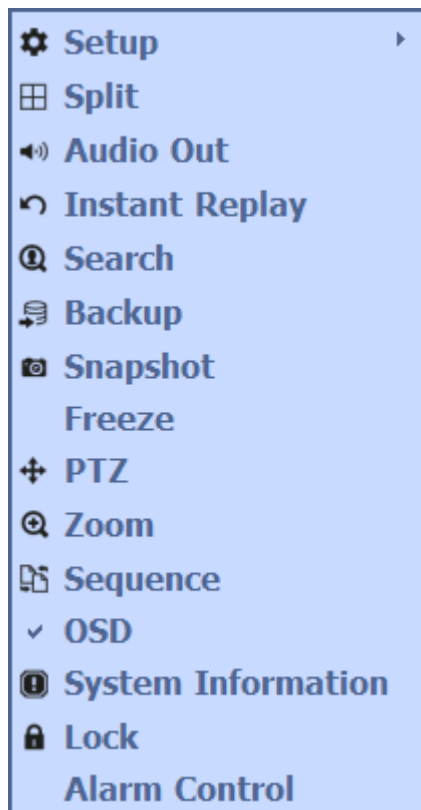 Setup
Split
Audio Out
Instant Replay
Search
Backup
Snapshot
Freeze
PTZ
Zoom
Sequence
OSD
System Information
Lock
Alarm Control